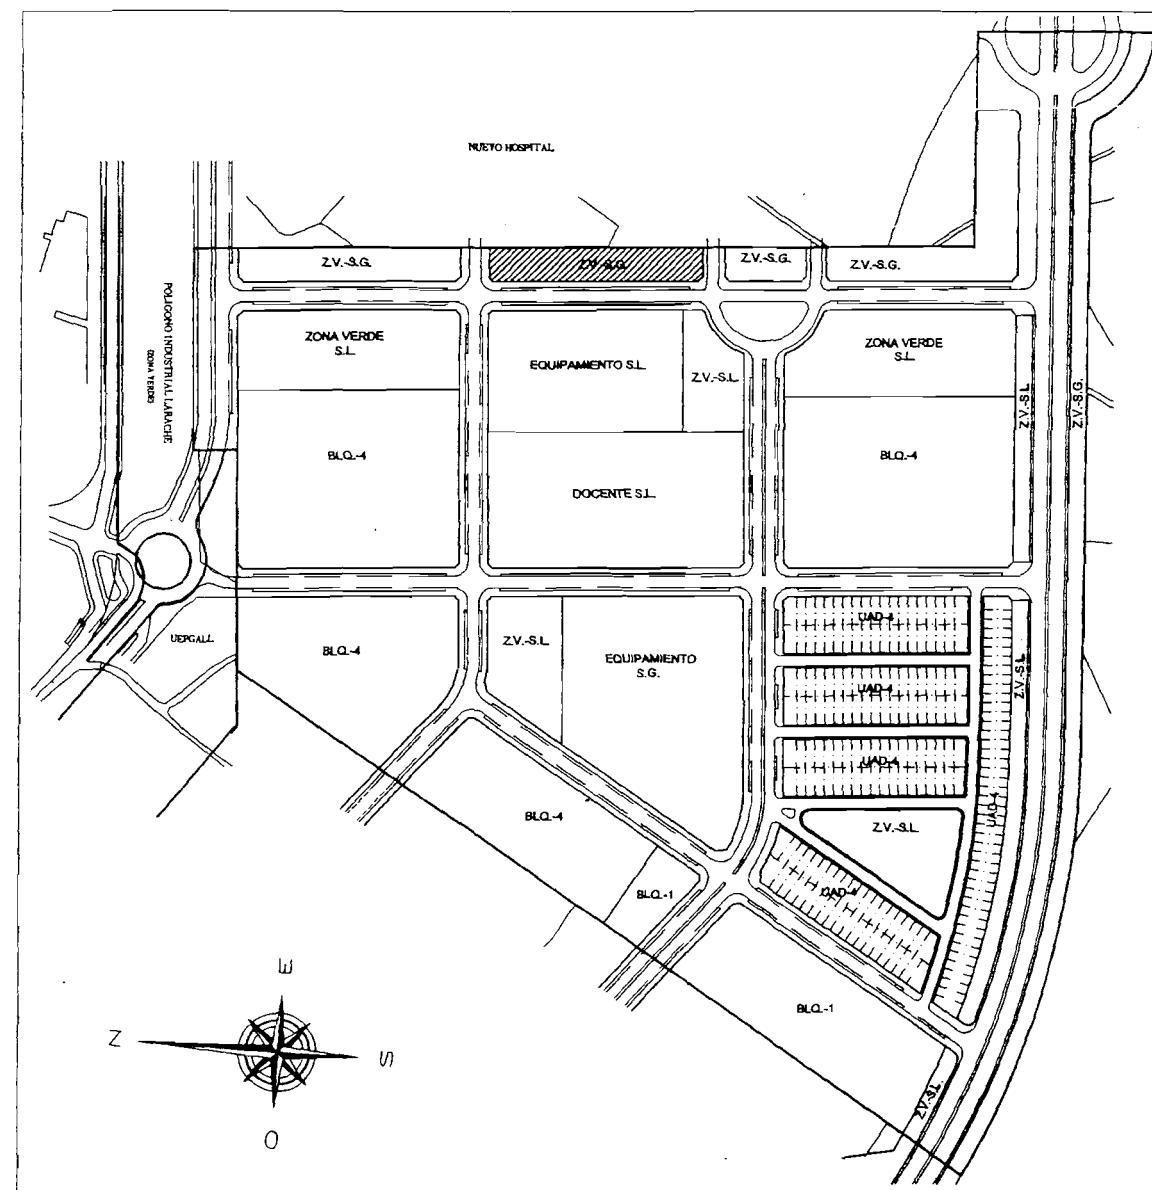 NUEVO HOSPITAL
Z.V.-S.G.
Z.V.-S.G.
Z.V.-S.G.
Z.V.-S.G.
POLIGONO INDUSTRIAL LARACHE
(ZONA VERDE)
ZONA VERDE
S.L.
EQUIPAMIENTO S.L.
Z.V.-S.L.
ZONA VERDE
S.L.
Z.V.-S.L.
Z.V.-S.G.
BLQ.-4
DOCENTE S.L.
BLQ.-4
UEPGALL
BLQ.-4
Z.V.-S.L.
EQUIPAMIENTO
S.G.
UAD-4
UAD-4
UAD-4
Z.V.-S.L.
UAD-4
BLQ.-4
Z.V.-S.L.
BLQ.-1
UAD-4
BLQ.-1
Z.V.-S.L.
E
N
S
O